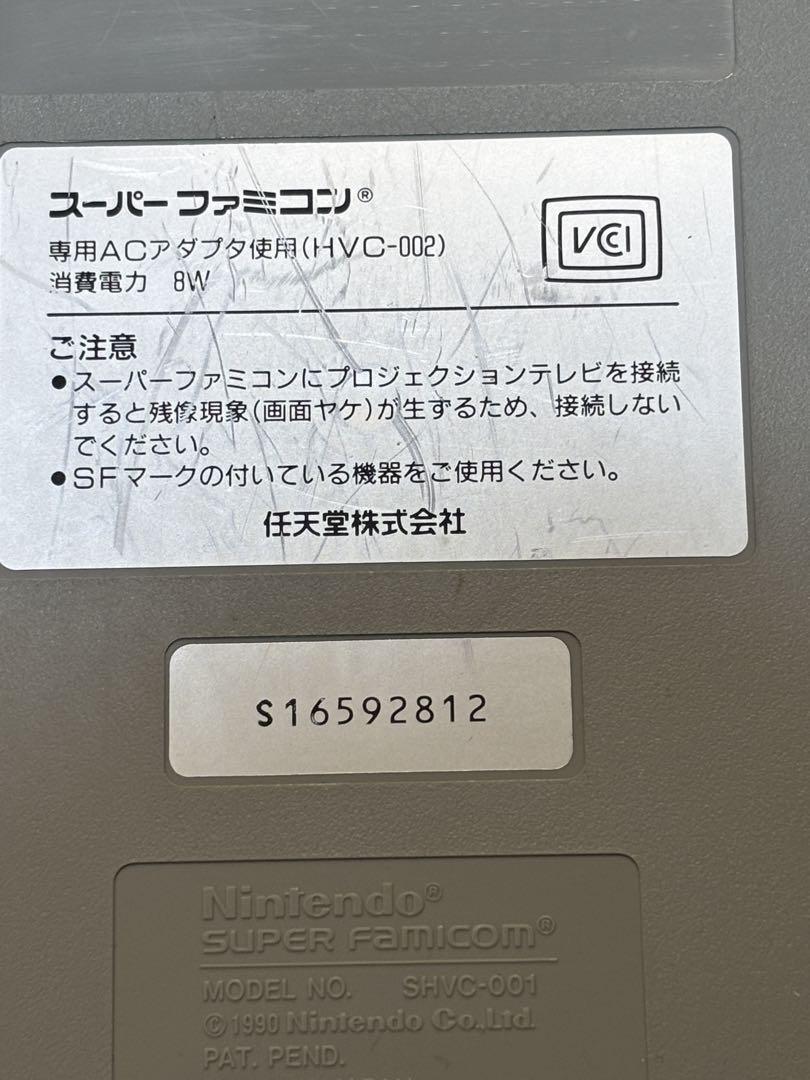 スーパーファミコン®
専用ACアダプタ使用(HVC-002)
消費電力 8W
VCCI
ご注意
●スーパーファミコンにプロジェクションテレビを接続
すると残像現象(画面ヤケ)が生ずるため、接続しない
でください。
●SFマークの付いている機器をご使用ください。
任天堂株式会社
S16592812
Nintendo®
SUPER FAMICOM®
MODEL NO. SHVC-001
©1990 Nintendo Co.,Ltd.
PAT. PEND.